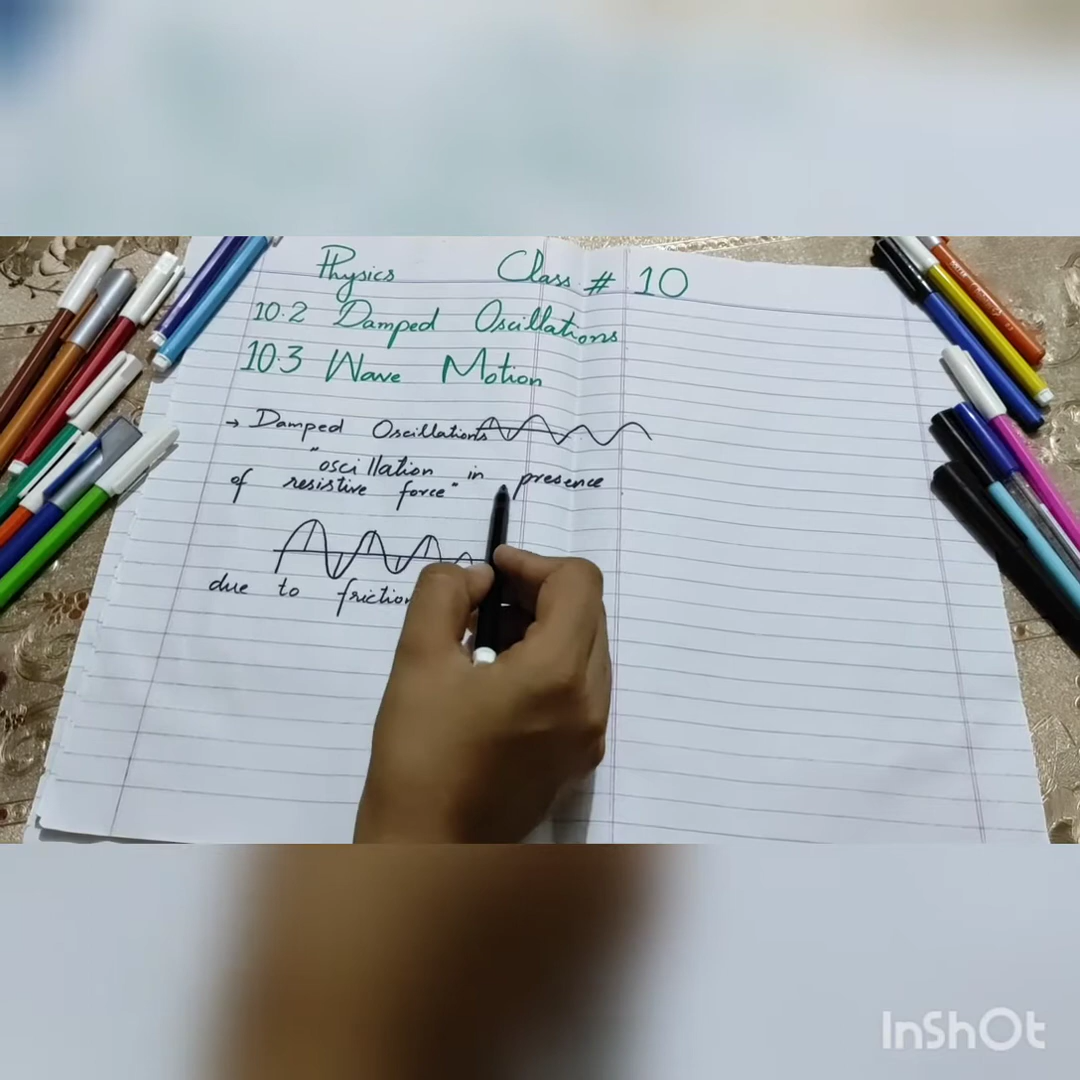 Physics Class # 10
10.2 Damped Oscillations
10.3 Wave Motion
→ Damped Oscillations
"oscillation in presence
of resistive force"
due to friction
InShOt